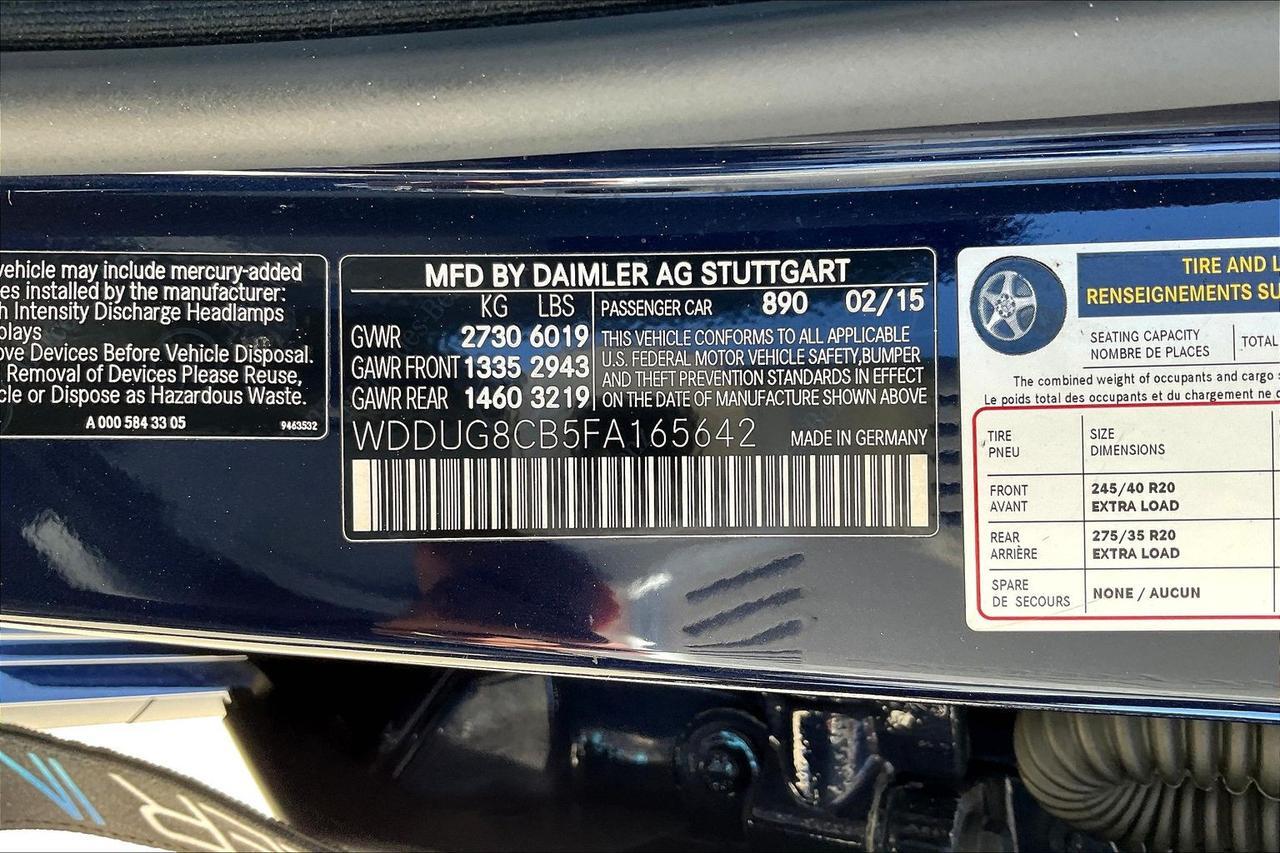 vehicle may include mercury-added
es installed by the manufacturer:
h Intensity Discharge Headlamps
plays
ove Devices Before Vehicle Disposal.
Removal of Devices Please Reuse,
cle or Dispose as Hazardous Waste.
A 000 584 33 05 9463532
MFD BY DAIMLER AG STUTTGART
KG LBS
GWVR 2730 6019
GAWR FRONT 1335 2943
GAWR REAR 1460 3219
PASSENGER CAR 890 02/15
THIS VEHICLE CONFORMS TO ALL APPLICABLE
U.S. FEDERAL MOTOR VEHICLE SAFETY,BUMPER
AND THEFT PREVENTION STANDARDS IN EFFECT
ON THE DATE OF MANUFACTURE SHOWN ABOVE
WDDUG8CB5FA165642 MADE IN GERMANY
TIRE AND L
RENSEIGNEMENTS SU
SEATING CAPACITY
NOMBRE DE PLACES
TOTAL
The combined weight of occupants and cargo
Le poids total des occupants et du chargement ne
TIRE
PNEU
SIZE
DIMENSIONS
FRONT
AVANT
245/40 R20
EXTRA LOAD
REAR
ARRIÈRE
275/35 R20
EXTRA LOAD
SPARE
DE SECOURS
NONE / AUCUN